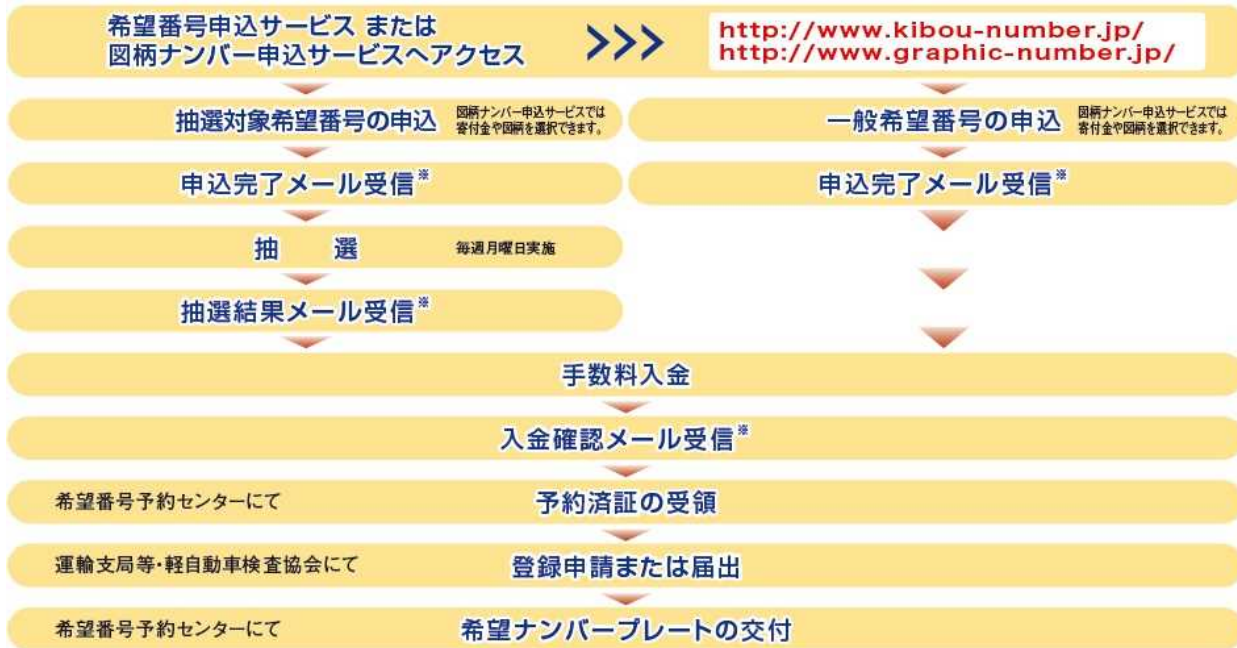 希望番号申込サービス または
図柄ナンバー申込サービスへアクセス
>>>
http://www.kibou-number.jp/
http://www.graphic-number.jp/
抽選対象希望番号の申込
図柄ナンバー申込サービスでは
寄付金や図柄を選択できます。
一般希望番号の申込
図柄ナンバー申込サービスでは
寄付金や図柄を選択できます。
申込完了メール受信※
申込完了メール受信※
抽 選 毎週月曜日実施
抽選結果メール受信※
手数料入金
入金確認メール受信※
希望番号予約センターにて 予約済証の受領
運輸支局等・軽自動車検査協会にて 登録申請または届出
希望番号予約センターにて 希望ナンバープレートの交付